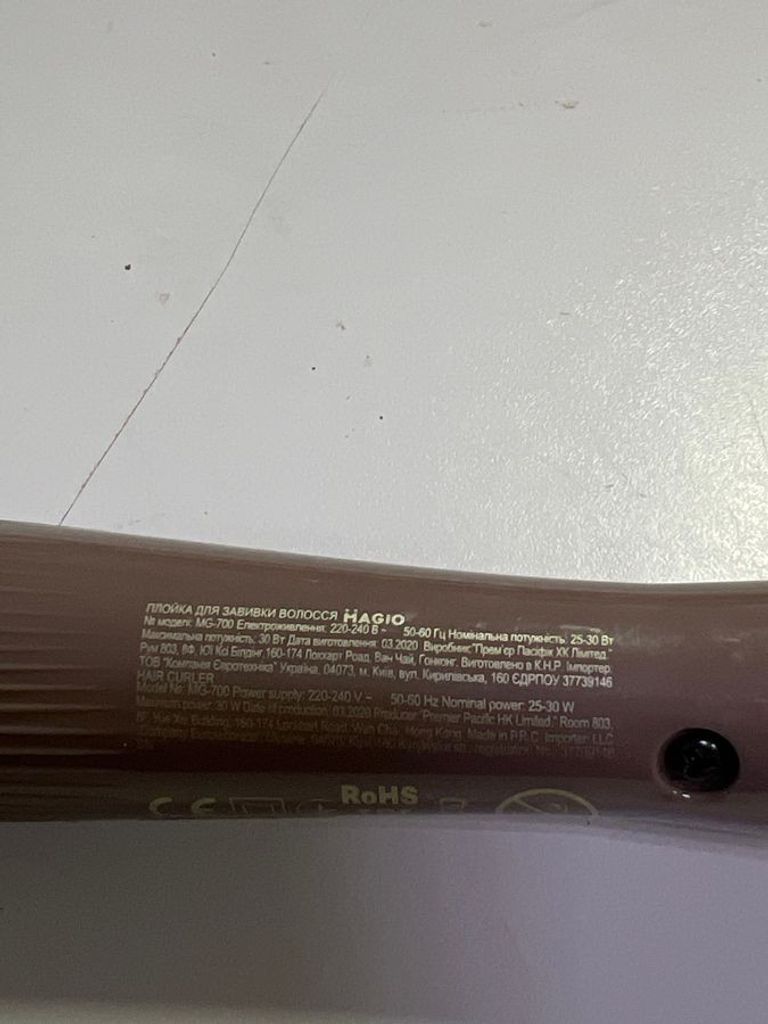 ПЛОЙКА ДЛЯ ЗАВИВКИ ВОЛОССЯ MAGIO
№ моделі: MG-700 Електроживлення: 220-240 В ~ 50-60 Гц Номінальна потужність: 25-30 Вт
Максимальна потужність: 30 Вт Дата виготовлення: 03.2020 Виробник:"Прем'єр Пасіфік ХК Лімітед."
Рум 803, 8Ф, Юї Ксі Білдінг,160-174 Локхарт Роад, Ван Чай, Гонконг. Виготовлено в К.Н.Р. Імпортер:
ТОВ "Компанія Євротехніка" Україна, 04073, м. Київ, вул. Кирилівська, 160 ЄДРПОУ 37739146
HAIR CURLER
Model №: MG-700 Power supply: 220-240 V ~ 50-60 Hz Nominal power: 25-30 W
Maximum power: 30 W Date of production: 03.2020 Producer: "Premier Pacific HK Limited." Room 803,
8F, Yue Xiu Building, 160-174 Lockhart Road, Wan Chai, Hong Kong. Made in P.R.C. Importer: LLC
CE RoHS